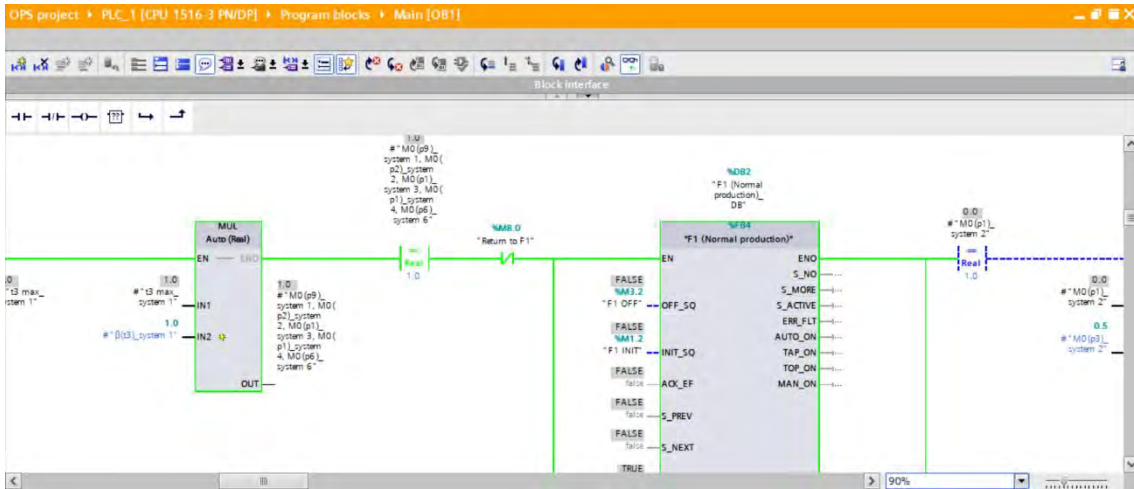 OPS project ▸ PLC_1 [CPU 1516-3 PN/DP] ▸ Program blocks ▸ Main [OB1]
Block interface
1.0
#"M0(p9)_
system 1, M0(
p2)_system
2, M0(p1)_
system 3, M0(
p1)_system
4, M0(p6)_
system 6"
==
Real
1.0
%M8.0
"Return to F1"
MUL
Auto (Real)
EN
ENO
.0
"t3 max_
ystem 1"
1.0
#"t3 max_
system 1"
IN1
1.0
#"β(t3)_system 1"
IN2
1.0
#"M0(p9)_
system 1, M0(
p2)_system
2, M0(p1)_
system 3, M0(
p1)_system
4, M0(p6)_
system 6"
OUT
%DB2
"F1 (Normal
production)_
DB"
%FB4
"F1 (Normal production)"
EN
ENO
FALSE
%M3.2
"F1 OFF"
OFF_SQ
FALSE
%M1.2
"F1 INIT"
INIT_SQ
FALSE
false
ACK_EF
FALSE
false
S_PREV
FALSE
false
S_NEXT
TRUE
S_NO
S_MORE
S_ACTIVE
ERR_FLT
AUTO_ON
TAP_ON
TOP_ON
MAN_ON
0.0
#"M0(p1)_
system 2"
==
Real
1.0
0.0
#"M0(p1)_
system 2"
0.5
#"M0(p3)_
system 2"
90%